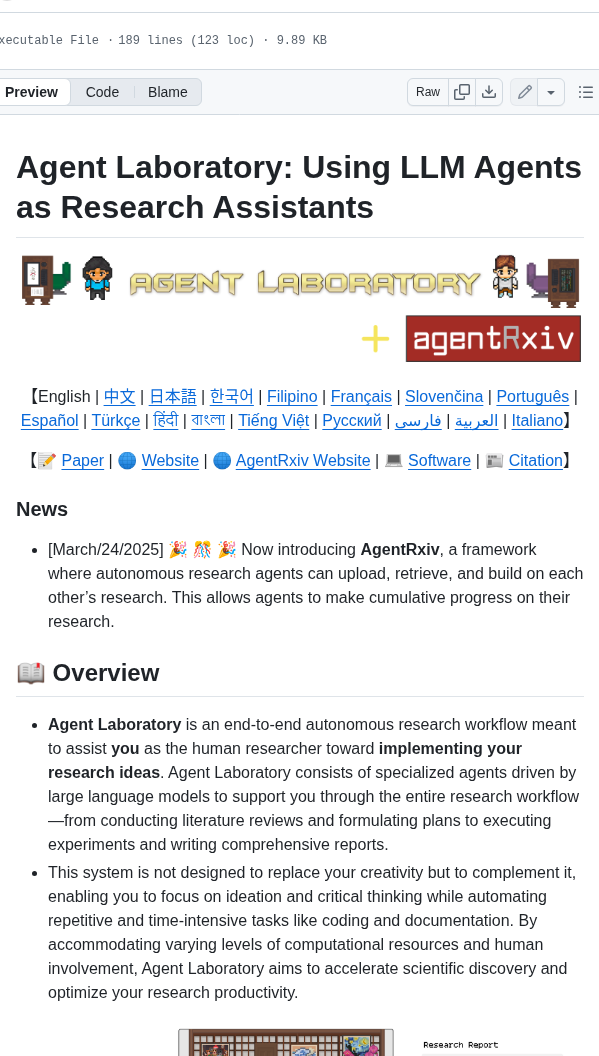 xecutable File · 189 lines (123 loc) · 9.89 KB
Preview Code Blame Raw
Agent Laboratory: Using LLM Agents
as Research Assistants
AGENT LABORATORY
+ agentRxiv
【English | 中文 | 日本語 | 한국어 | Filipino | Français | Slovenčina | Português |
Español | Türkçe | हिंदी | বাংলা | Tiếng Việt | Русский | فارسی | العربية | Italiano】
【📝 Paper | 🌐 Website | 🌐 AgentRxiv Website | 💻 Software | 📰 Citation】
News
• [March/24/2025] 🎉 🎊 🎉 Now introducing AgentRxiv, a framework
where autonomous research agents can upload, retrieve, and build on each
other’s research. This allows agents to make cumulative progress on their
research.
📖 Overview
• Agent Laboratory is an end-to-end autonomous research workflow meant
to assist you as the human researcher toward implementing your
research ideas. Agent Laboratory consists of specialized agents driven by
large language models to support you through the entire research workflow
—from conducting literature reviews and formulating plans to executing
experiments and writing comprehensive reports.
• This system is not designed to replace your creativity but to complement it,
enabling you to focus on ideation and critical thinking while automating
repetitive and time-intensive tasks like coding and documentation. By
accommodating varying levels of computational resources and human
involvement, Agent Laboratory aims to accelerate scientific discovery and
optimize your research productivity.
Research Report